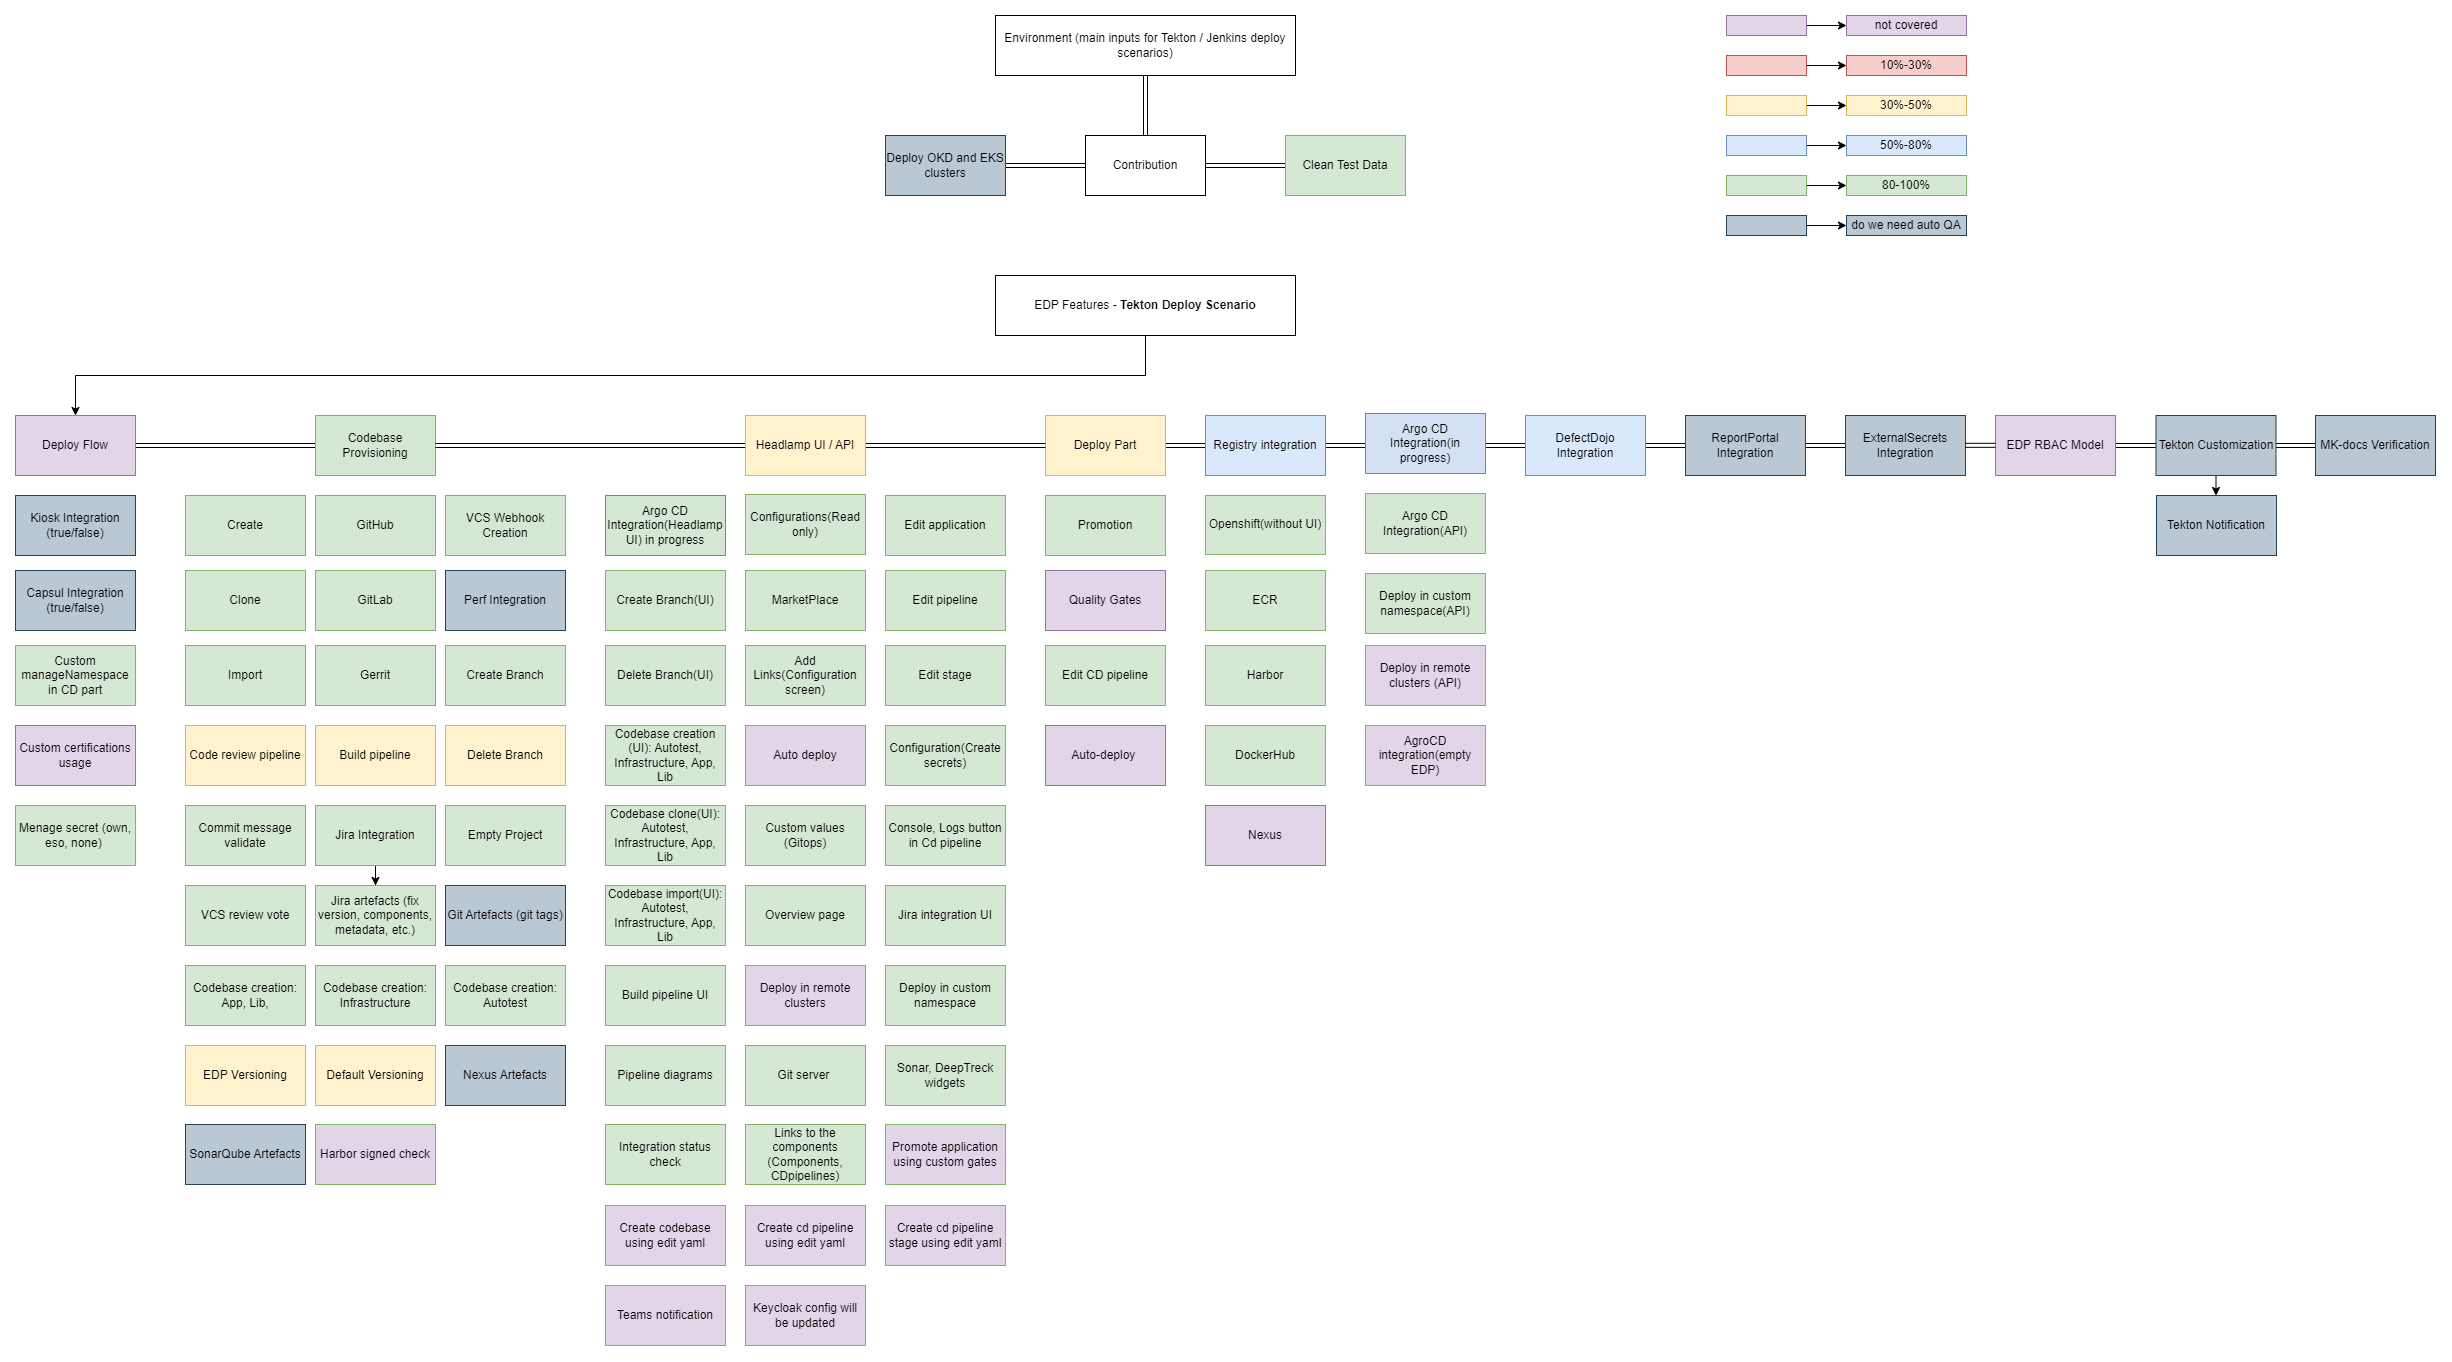 Environment (main inputs for Tekton / Jenkins deploy
scenarios)
Deploy OKD and EKS
clusters
Contribution
Clean Test Data
not covered
10%-30%
30%-50%
50%-80%
80-100%
do we need auto QA
EDP Features - Tekton Deploy Scenario
Deploy Flow
Codebase
Provisioning
Headlamp UI / API
Deploy Part
Registry integration
Argo CD
Integration(in
progress)
DefectDojo
Integration
ReportPortal
Integration
ExternalSecrets
Integration
EDP RBAC Model
Tekton Customization
MK-docs Verification
Kiosk Integration
(true/false)
Create
GitHub
VCS Webhook
Creation
Argo CD
Integration(Headlamp
UI) in progress
Configurations(Read
only)
Edit application
Promotion
Openshift(without UI)
Argo CD
Integration(API)
Tekton Notification
Capsul Integration
(true/false)
Clone
GitLab
Perf Integration
Create Branch(UI)
MarketPlace
Edit pipeline
Quality Gates
ECR
Deploy in custom
namespace(API)
Custom
manageNamespace
in CD part
Import
Gerrit
Create Branch
Delete Branch(UI)
Add
Links(Configuration
screen)
Edit stage
Edit CD pipeline
Harbor
Deploy in remote
clusters (API)
Custom certifications
usage
Code review pipeline
Build pipeline
Delete Branch
Codebase creation
(UI): Autotest,
Infrastructure, App,
Lib
Auto deploy
Configuration(Create
secrets)
Auto-deploy
DockerHub
AgroCD
integration(empty
EDP)
Menage secret (own,
eso, none)
Commit message
validate
Jira Integration
Empty Project
Codebase clone(UI):
Autotest,
Infrastructure, App,
Lib
Custom values
(Gitops)
Console, Logs button
in Cd pipeline
Nexus
VCS review vote
Jira artefacts (fix
version, components,
metadata, etc.)
Git Artefacts (git tags)
Codebase import(UI):
Autotest,
Infrastructure, App,
Lib
Overview page
Jira integration UI
Codebase creation:
App, Lib,
Codebase creation:
Infrastructure
Codebase creation:
Autotest
Build pipeline UI
Deploy in remote
clusters
Deploy in custom
namespace
EDP Versioning
Default Versioning
Nexus Artefacts
Pipeline diagrams
Git server
Sonar, DeepTreck
widgets
SonarQube Artefacts
Harbor signed check
Integration status
check
Links to the
components
(Components,
CDpipelines)
Promote application
using custom gates
Create codebase
using edit yaml
Create cd pipeline
using edit yaml
Create cd pipeline
stage using edit yaml
Teams notification
Keycloak config will
be updated